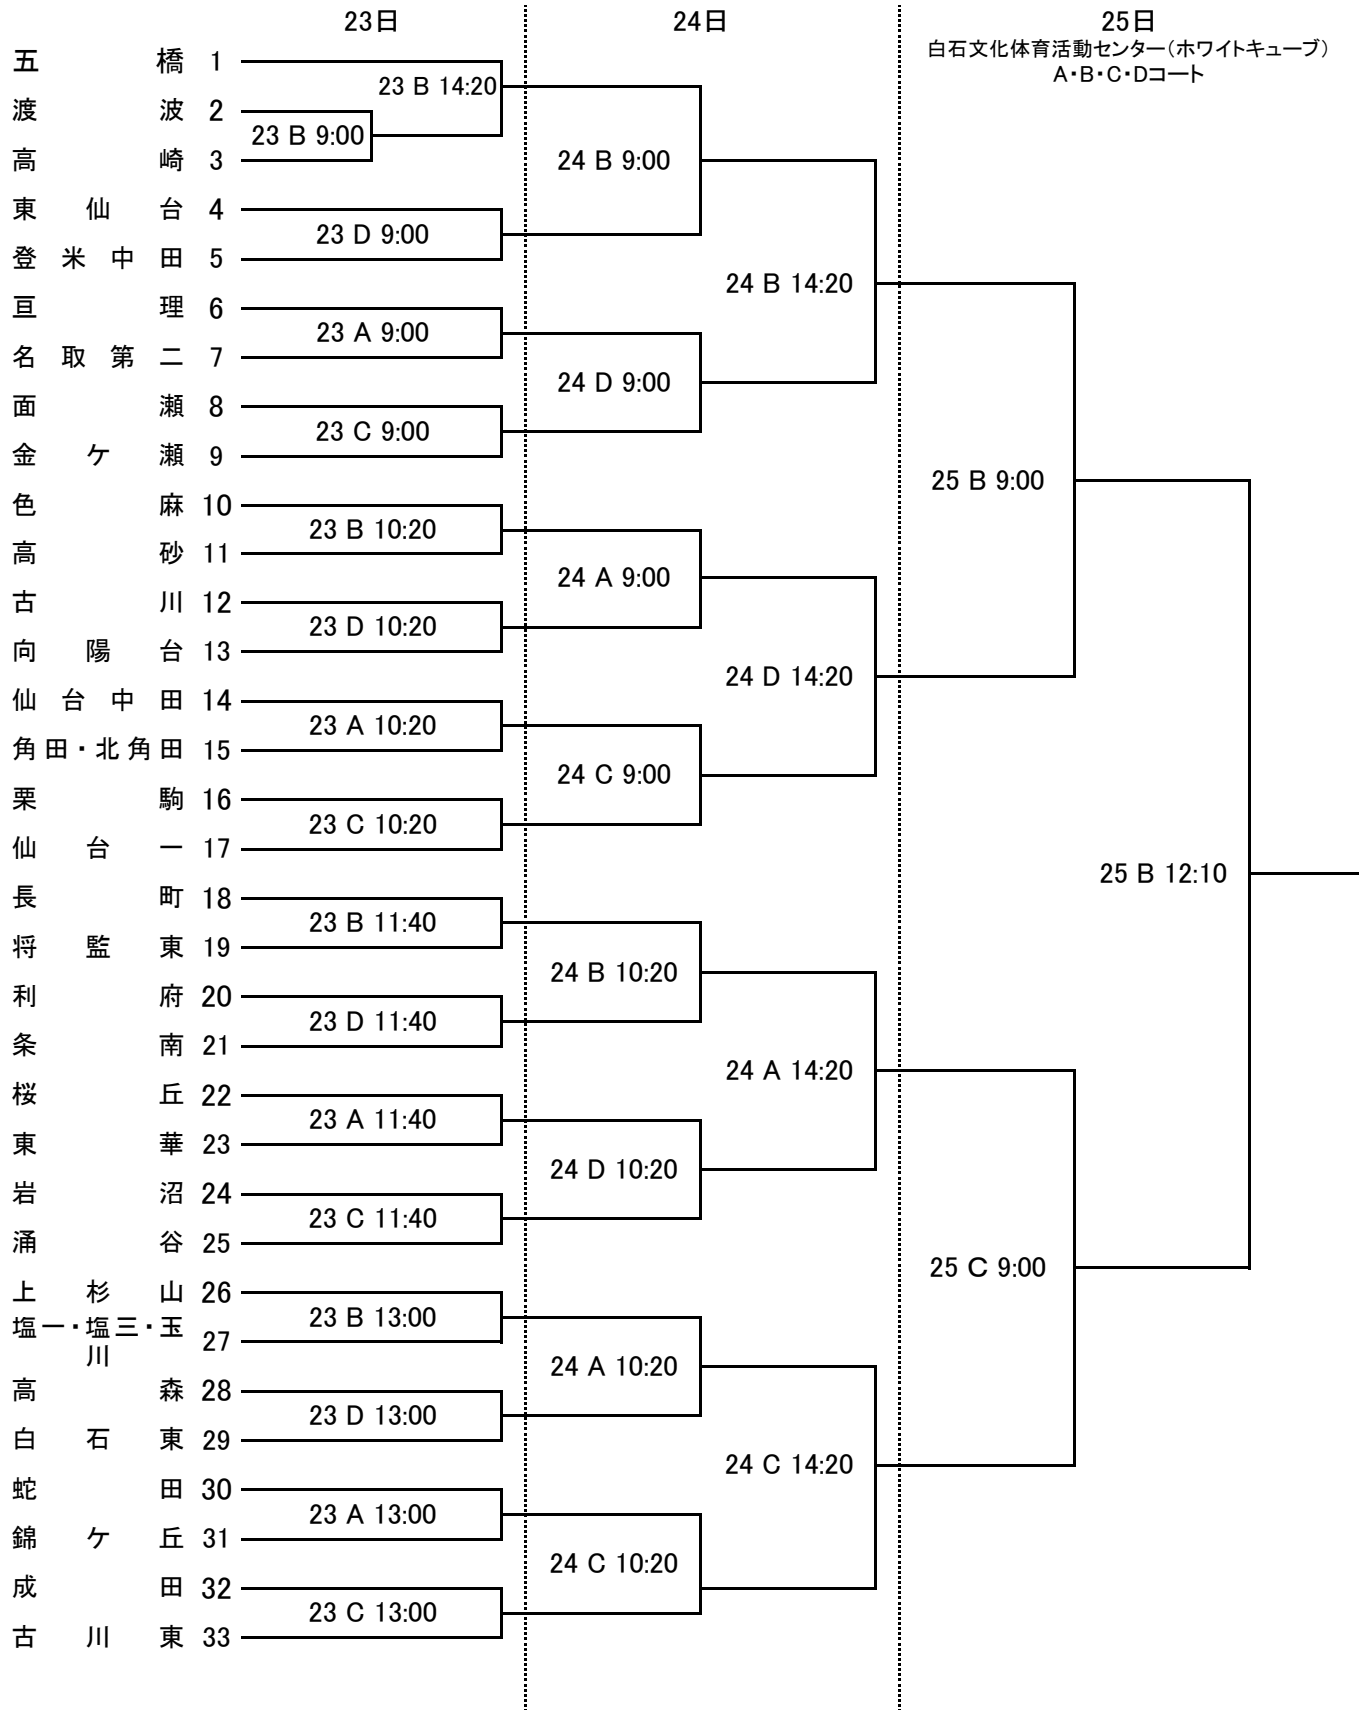 23日 24日 25日
白石文化体育活動センター(ホワイトキューブ)
A・B・C・Dコート
五橋 1
23 B 14:20
渡波 2
23 B 9:00
高崎 3
24 B 9:00
東仙台 4
23 D 9:00
登米中田 5
24 B 14:20
亘理 6
23 A 9:00
名取第二 7
24 D 9:00
面瀬 8
23 C 9:00
金ケ瀬 9
25 B 9:00
色麻 10
23 B 10:20
高砂 11
24 A 9:00
古川 12
23 D 10:20
向陽台 13
24 D 14:20
仙台中田 14
23 A 10:20
角田・北角田 15
24 C 9:00
栗駒 16
23 C 10:20
仙台一 17
25 B 12:10
長町 18
23 B 11:40
将監東 19
24 B 10:20
利府 20
23 D 11:40
条南 21
24 A 14:20
桜丘 22
23 A 11:40
東華 23
24 D 10:20
岩沼 24
23 C 11:40
涌谷 25
25 C 9:00
上杉山 26
23 B 13:00
塩一・塩三・玉
川
27
24 A 10:20
高森 28
23 D 13:00
白石東 29
24 C 14:20
蛇田 30
23 A 13:00
錦ケ丘 31
24 C 10:20
成田 32
23 C 13:00
古川東 33